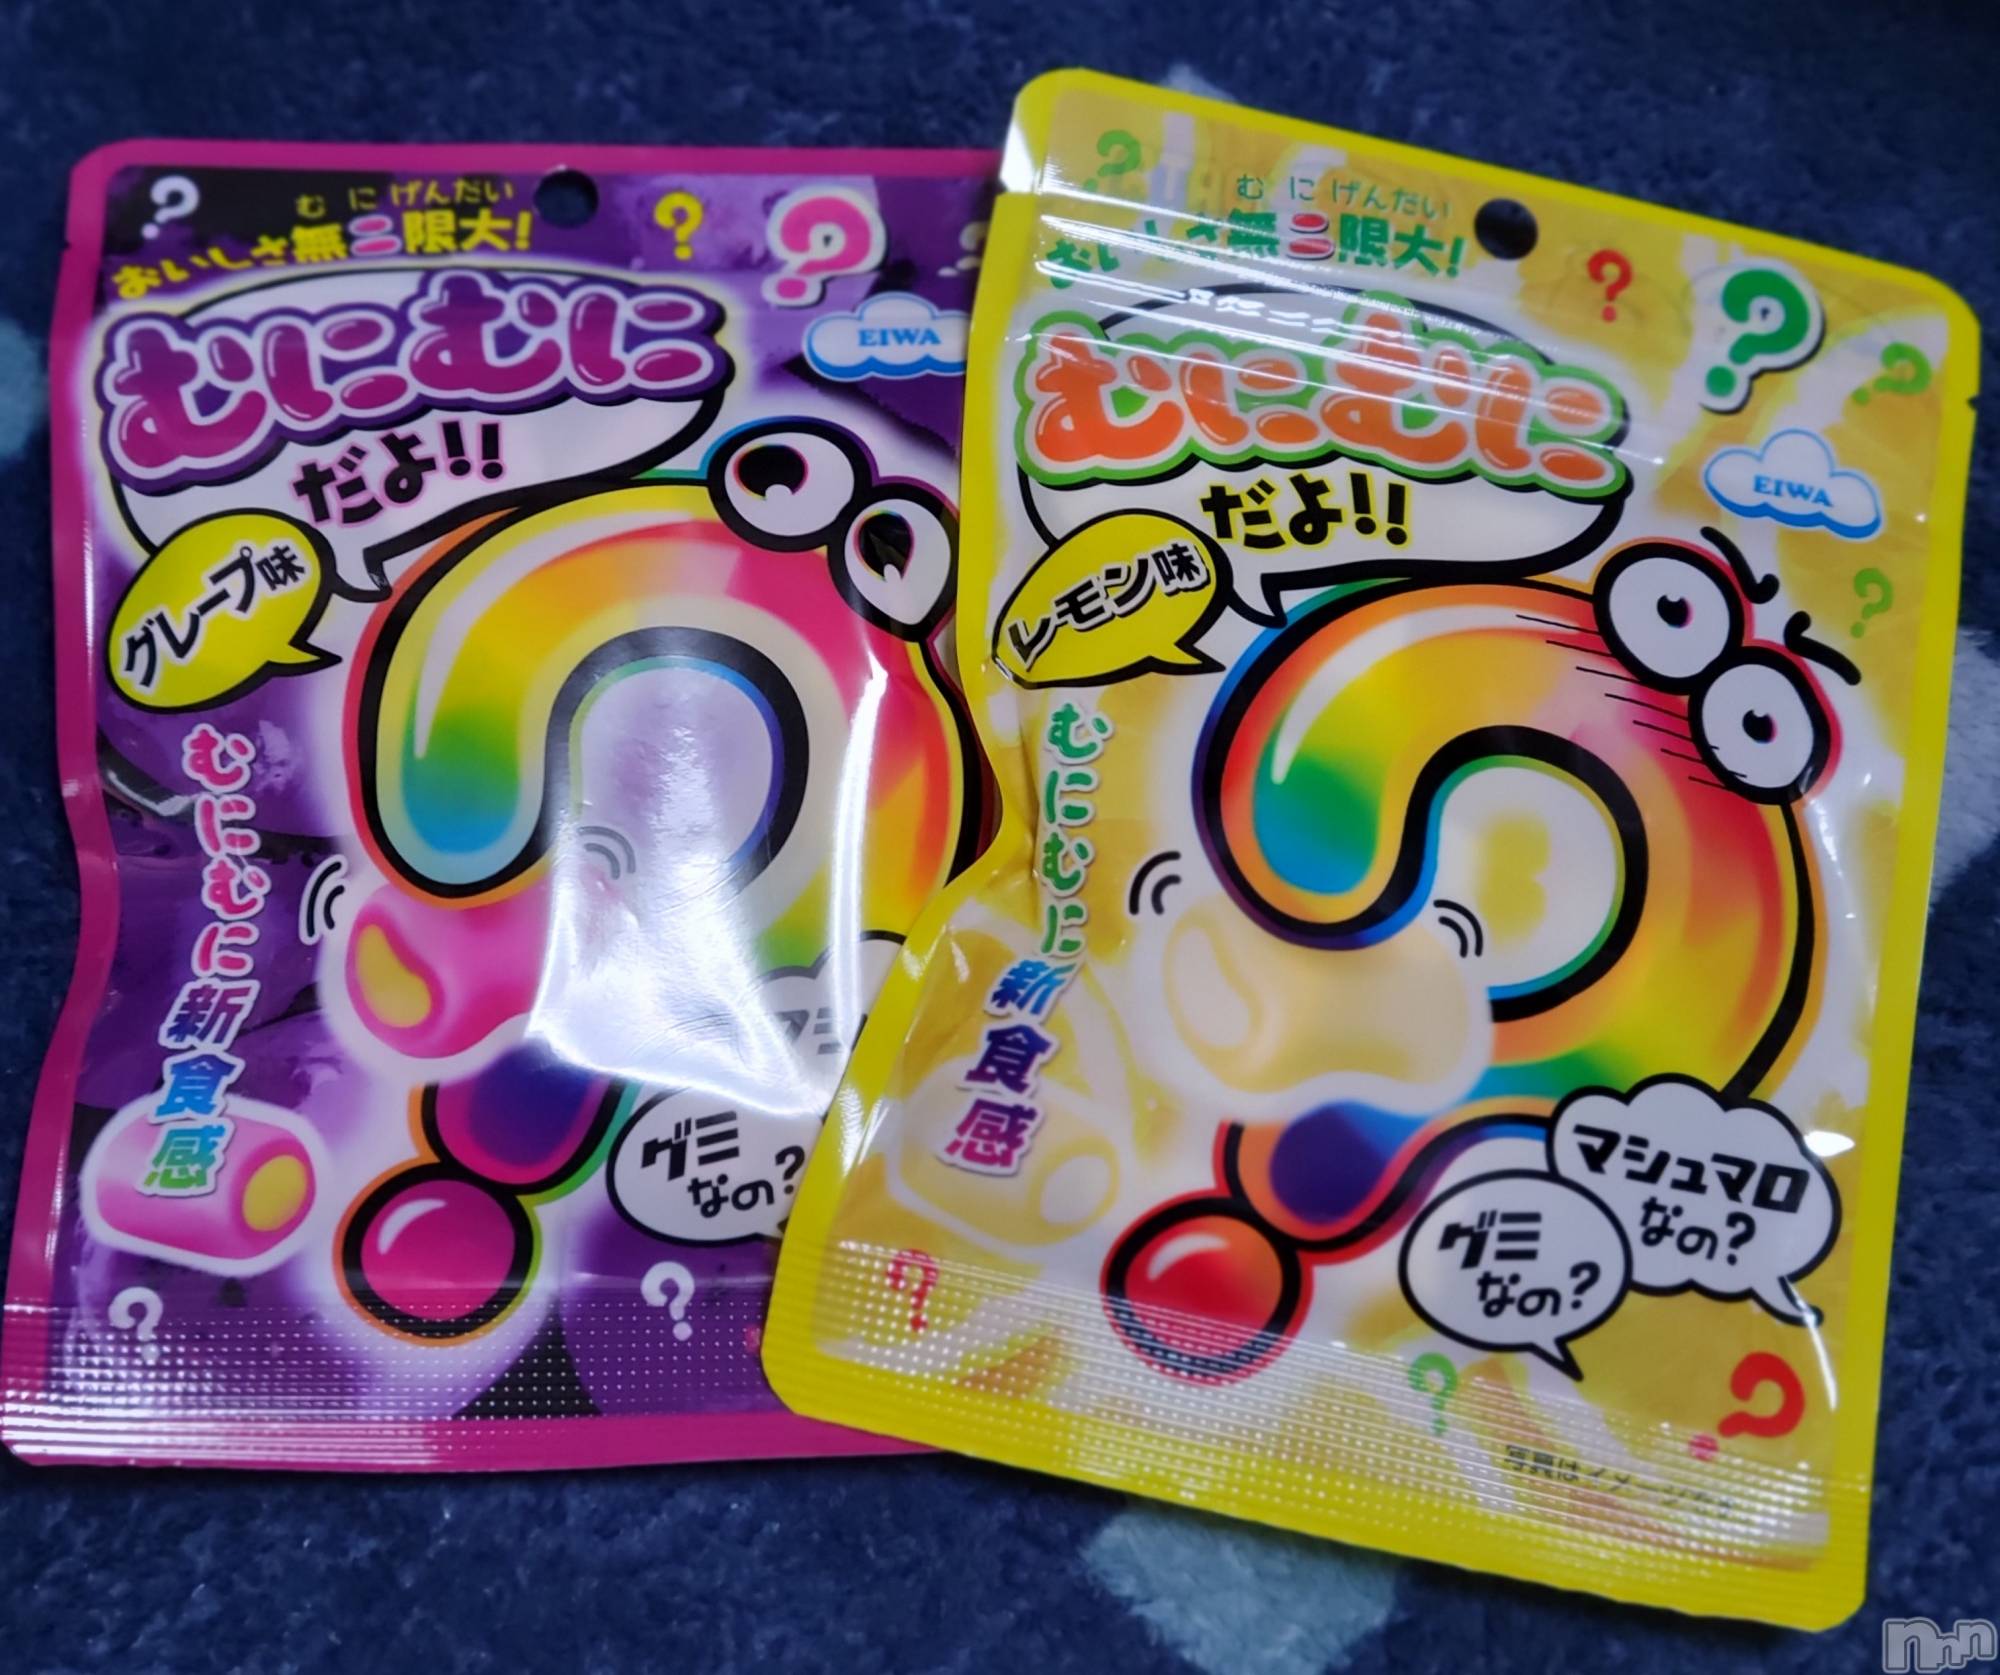 むにげんだい
おいしさ無二限大!
EIWA
むにむに
だよ!!
グレープ味
むにむに新食感
グミ
なの?
むにげんだい
おいしさ無二限大!
EIWA
むにむに
だよ!!
レモン味
むにむに新食感
マシュマロ
なの?
グミ
なの?
nnn